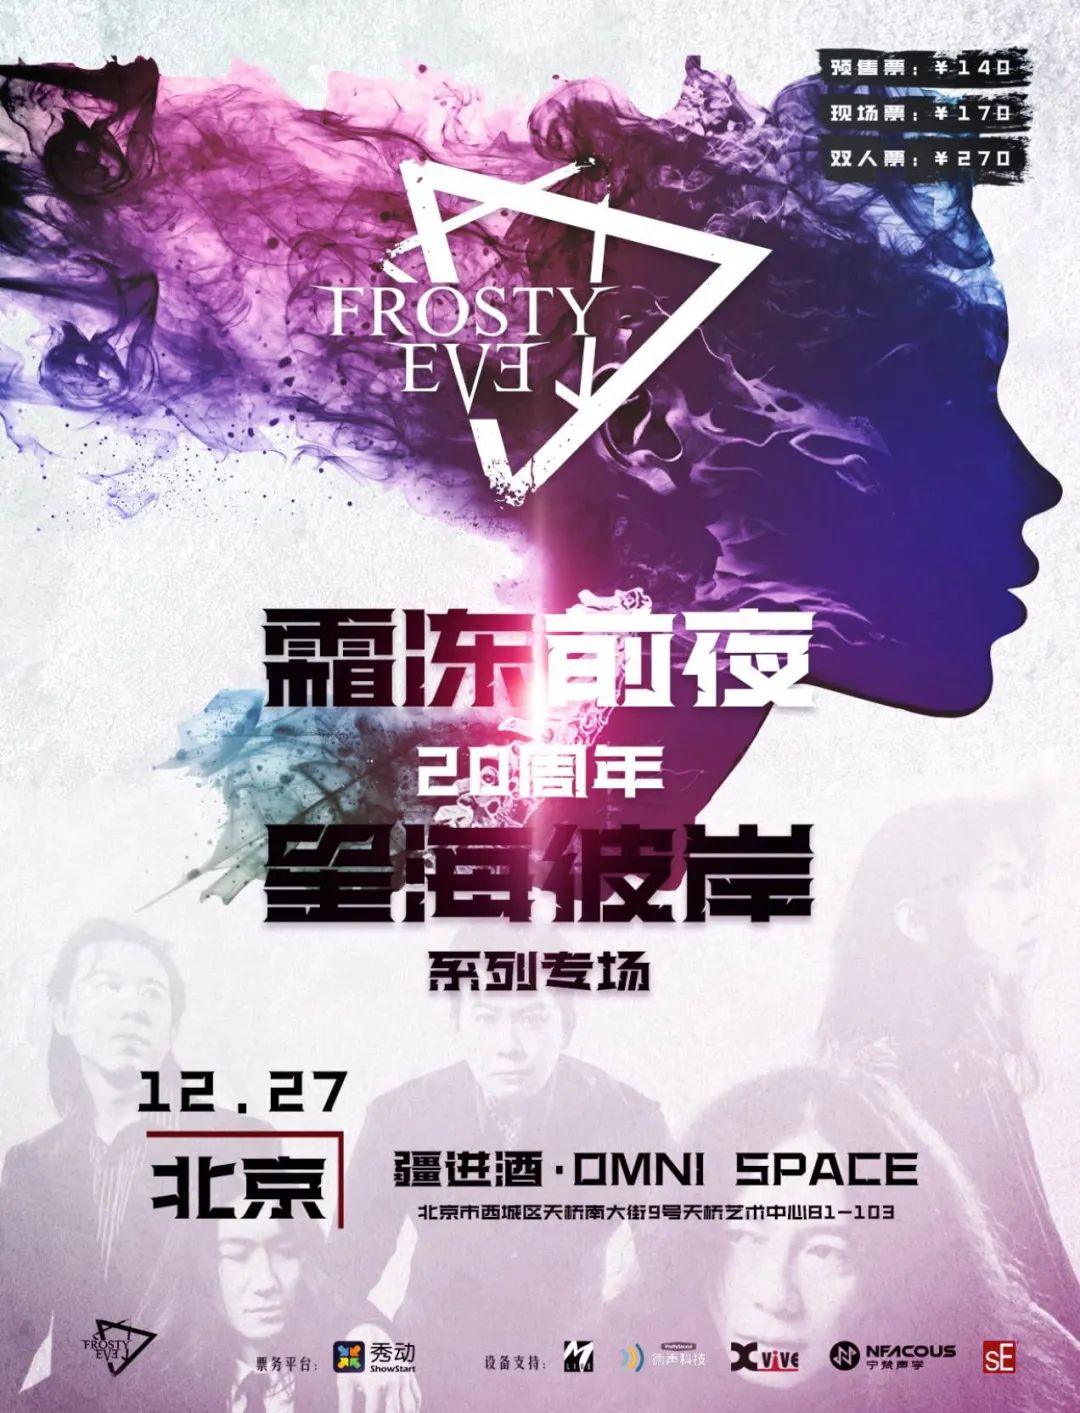 预售票：¥140
现场票：¥170
双人票：¥270
FROSTY
EVE
霜冻前夜
20周年
望海彼岸
系列专场
12.27
北京
疆进酒·OMNI SPACE
北京市西城区天桥南大街9号天桥艺术中心B1-103
FROSTY
EVE
票务平台：
秀动
ShowStart
设备支持：
LIVE
PrettySound
德声科技
XVIVE
NFACOUS
宁梵声学
sE